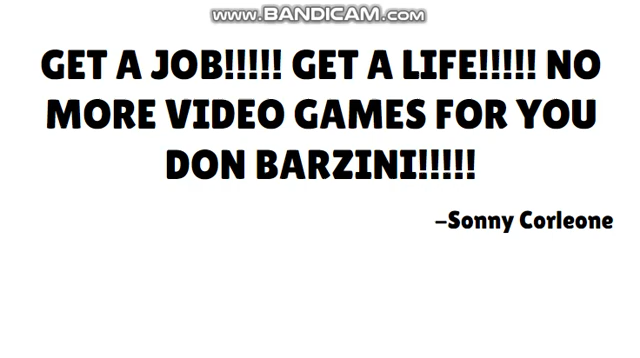 www.BANDICAM.com
GET A JOB!!!!! GET A LIFE!!!!! NO
MORE VIDEO GAMES FOR YOU
DON BARZINI!!!!!
-Sonny Corleone